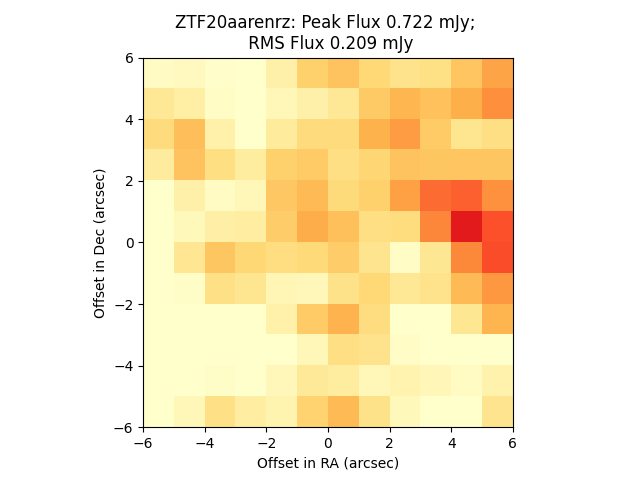 ZTF20aarenrz: Peak Flux 0.722 mJy;
RMS Flux 0.209 mJy
6
4
2
0
−2
−4
−6
Offset in Dec (arcsec)
−6 −4 −2 0 2 4 6
Offset in RA (arcsec)